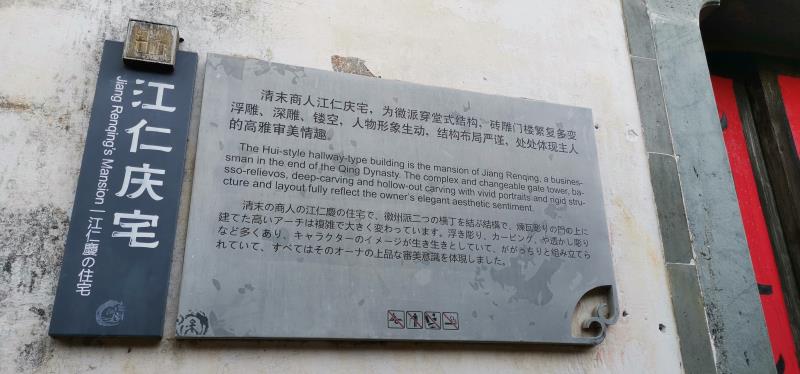 江仁庆宅
Jiang Renqing's Mansion
江仁慶の住宅
清末商人江仁庆宅，为徽派穿堂式结构，砖雕门楼繁复多变
浮雕、深雕、镂空，人物形象生动，结构布局严谨，处处体现主人
的高雅审美情趣。
The Hui-style hallway-type building is the mansion of Jiang Renqing, a busines-
sman in the end of the Qing Dynasty. The complex and changeable gate tower, ba-
sso-relievos, deep-carving and hollow-out carving with vivid portraits and rigid stru-
cture and layout fully reflect the owner's elegant aesthetic sentiment.
清末の商人の江仁慶の住宅で、徽州派二つの横丁を結ぶ結構で、煉瓦彫りの門の上に
建てた高いアーチは複雑で大きく変わっています。浮き彫り、カービング、や透かし彫り
など多くあり、キャラクターのイメージが生き生きとしていて、ががっちりと組み立てら
れていて、すべてはそのオーナの上品な審美意識を体現しました。